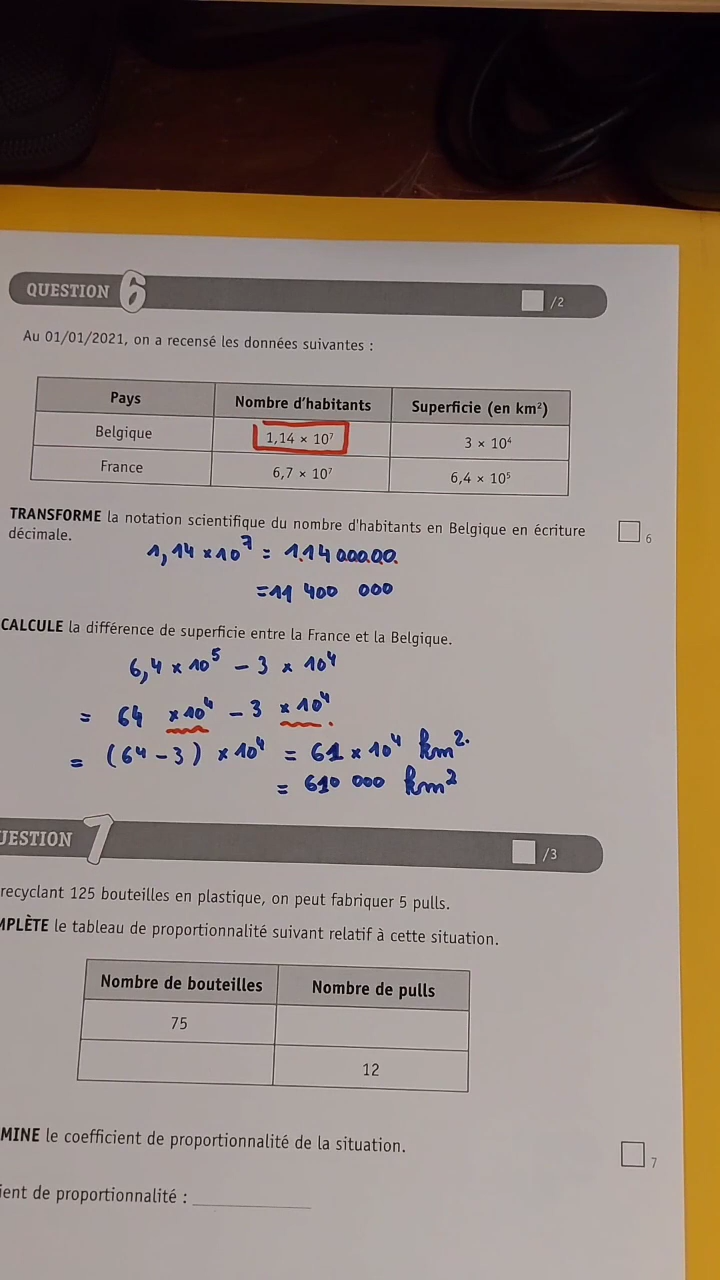 QUESTION 6
/2
Au 01/01/2021, on a recensé les données suivantes :
Pays Nombre d'habitants Superficie (en km²)
Belgique 1,14 × 10⁷ 3 × 10⁴
France 6,7 × 10⁷ 6,4 × 10⁵
TRANSFORME la notation scientifique du nombre d'habitants en Belgique en écriture
décimale.
6
1,14 × 10⁷ = 1.1400000.
= 11 400 000
CALCULE la différence de superficie entre la France et la Belgique.
6,4 × 10⁵ – 3 × 10⁴
= 64 × 10⁴ – 3 × 10⁴.
= (64 – 3) × 10⁴ = 61 × 10⁴ km².
= 610 000 km²
UESTION 7
/3
recyclant 125 bouteilles en plastique, on peut fabriquer 5 pulls.
MPLÈTE le tableau de proportionnalité suivant relatif à cette situation.
Nombre de bouteilles Nombre de pulls
75
12
MINE le coefficient de proportionnalité de la situation.
7
ient de proportionnalité :